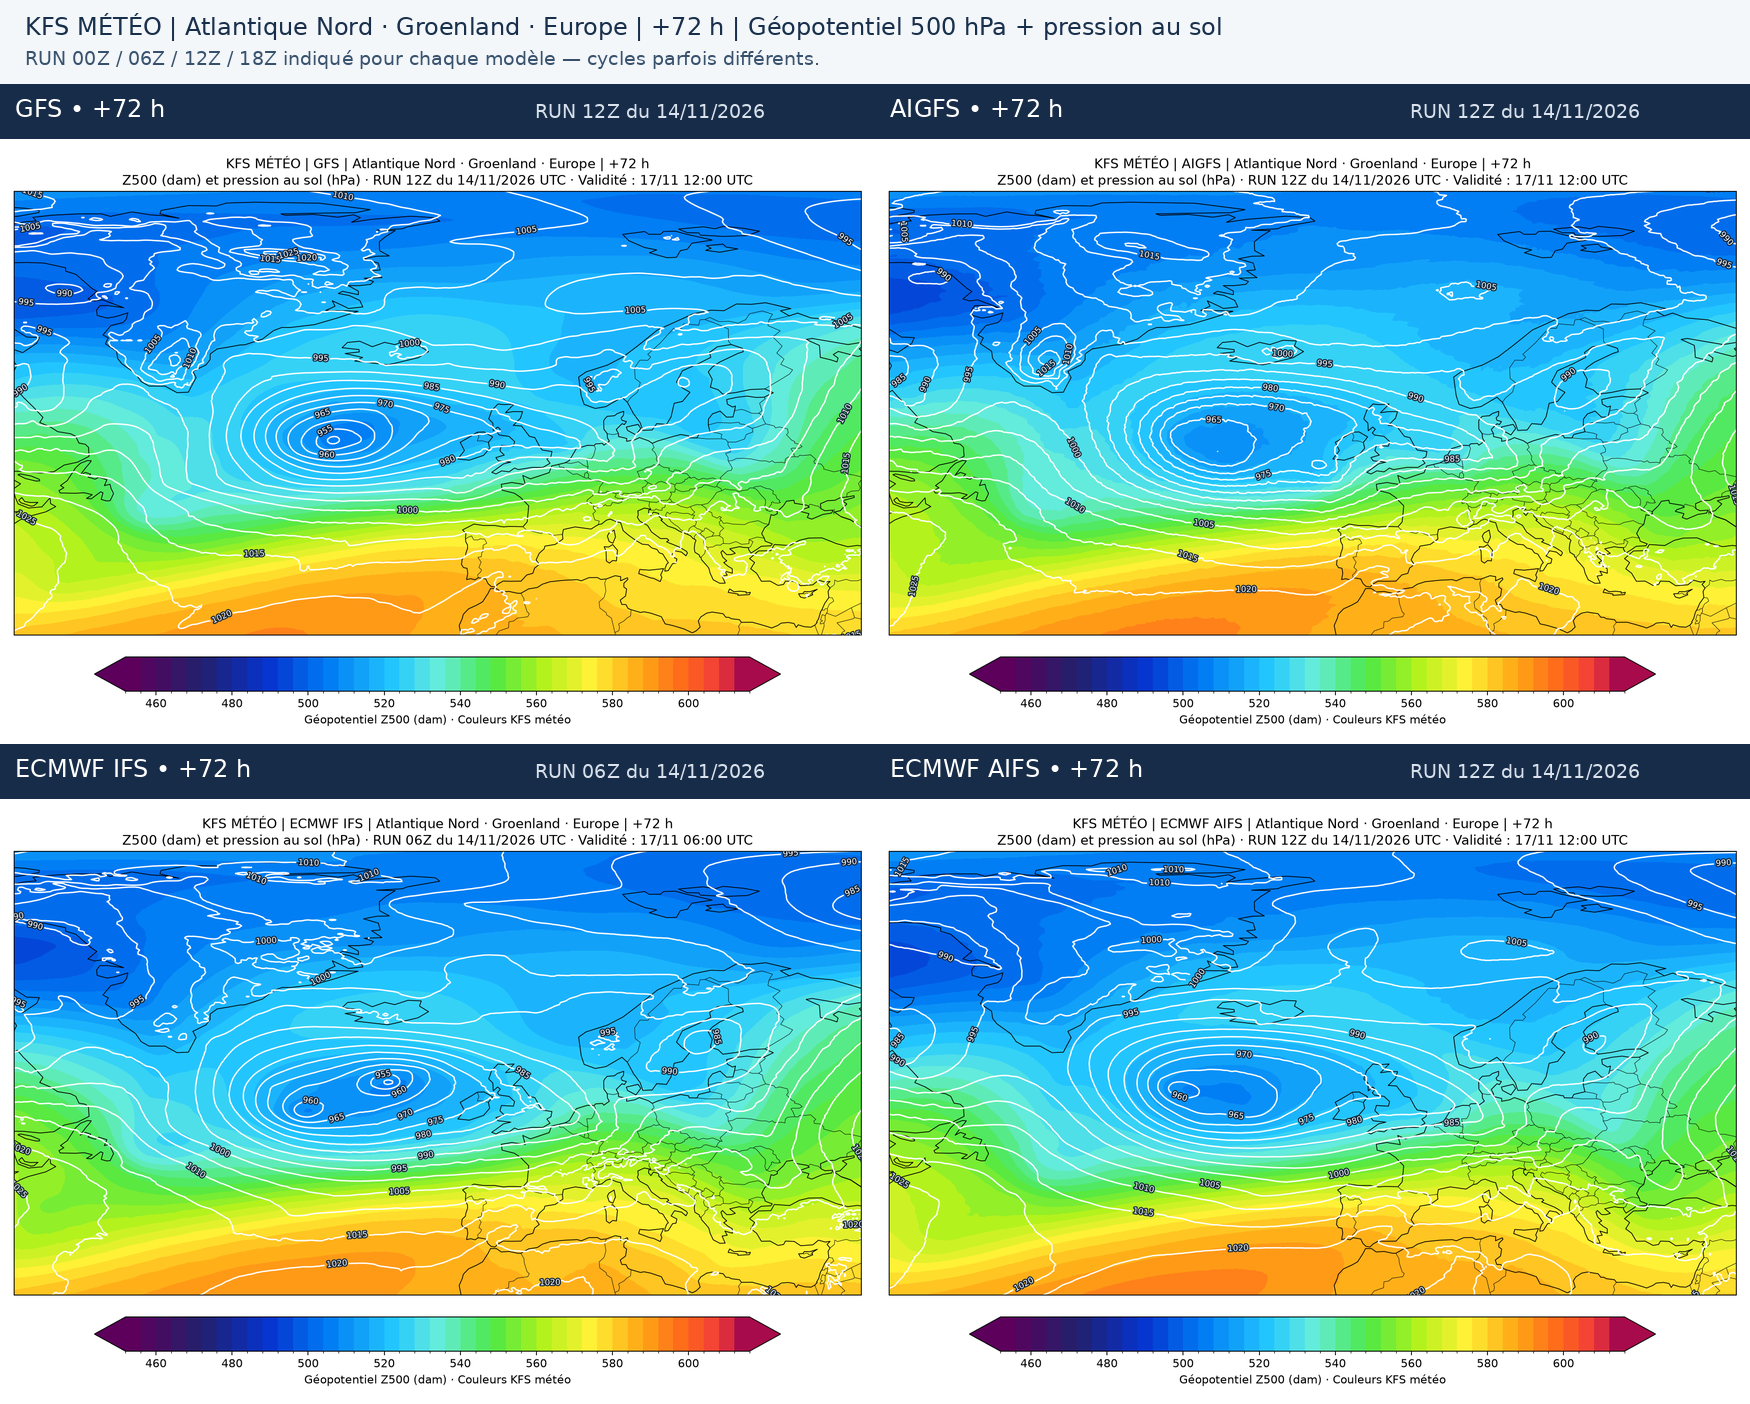 KFS MÉTÉO | Atlantique Nord · Groenland · Europe | +72 h | Géopotentiel 500 hPa + pression au sol
RUN 00Z / 06Z / 12Z / 18Z indiqué pour chaque modèle — cycles parfois différents.
GFS • +72 h
RUN 12Z du 14/11/2026
AIGFS • +72 h
RUN 12Z du 14/11/2026
KFS MÉTÉO | GFS | Atlantique Nord · Groenland · Europe | +72 h
Z500 (dam) et pression au sol (hPa) · RUN 12Z du 14/11/2026 UTC · Validité : 17/11 12:00 UTC
KFS MÉTÉO | AIGFS | Atlantique Nord · Groenland · Europe | +72 h
Z500 (dam) et pression au sol (hPa) · RUN 12Z du 14/11/2026 UTC · Validité : 17/11 12:00 UTC
460 480 500 520 540 560 580 600
Géopotentiel Z500 (dam) · Couleurs KFS météo
460 480 500 520 540 560 580 600
Géopotentiel Z500 (dam) · Couleurs KFS météo
ECMWF IFS • +72 h
RUN 06Z du 14/11/2026
ECMWF AIFS • +72 h
RUN 12Z du 14/11/2026
KFS MÉTÉO | ECMWF IFS | Atlantique Nord · Groenland · Europe | +72 h
Z500 (dam) et pression au sol (hPa) · RUN 06Z du 14/11/2026 UTC · Validité : 17/11 06:00 UTC
KFS MÉTÉO | ECMWF AIFS | Atlantique Nord · Groenland · Europe | +72 h
Z500 (dam) et pression au sol (hPa) · RUN 12Z du 14/11/2026 UTC · Validité : 17/11 12:00 UTC
460 480 500 520 540 560 580 600
Géopotentiel Z500 (dam) · Couleurs KFS météo
460 480 500 520 540 560 580 600
Géopotentiel Z500 (dam) · Couleurs KFS météo